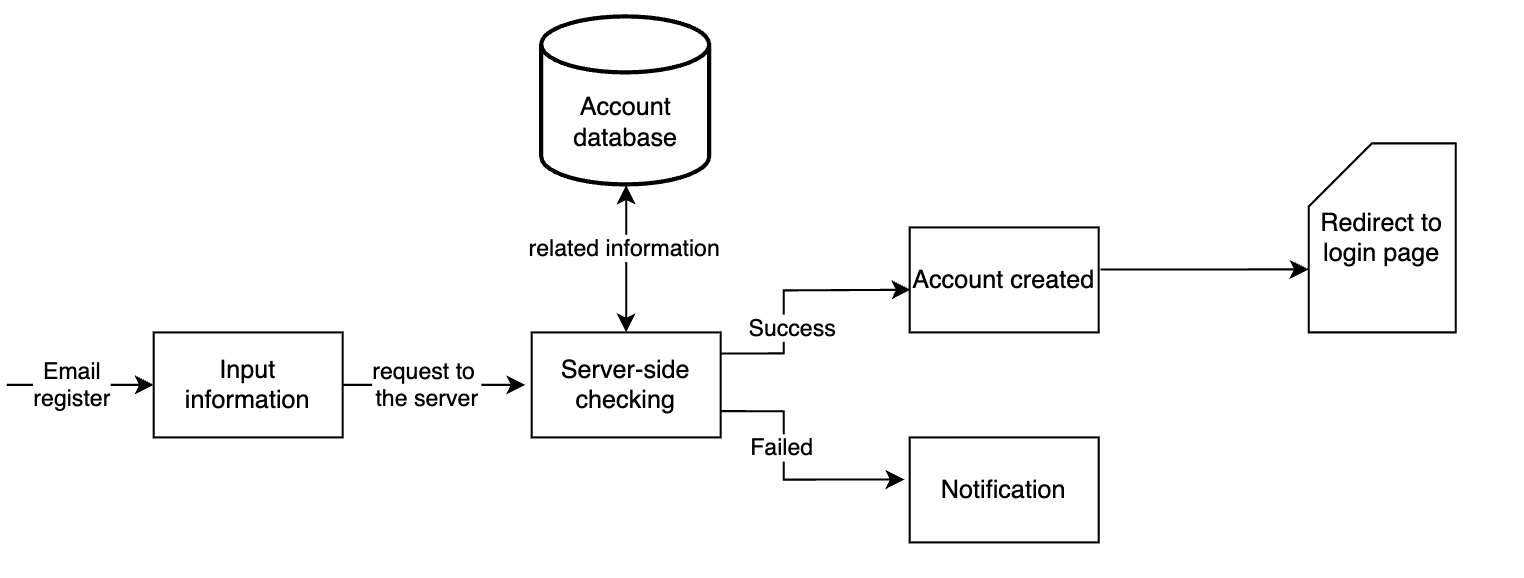 Account
database
related information
Email
register
Input
information
request to
the server
Server-side
checking
Success
Failed
Account created
Notification
Redirect to
login page